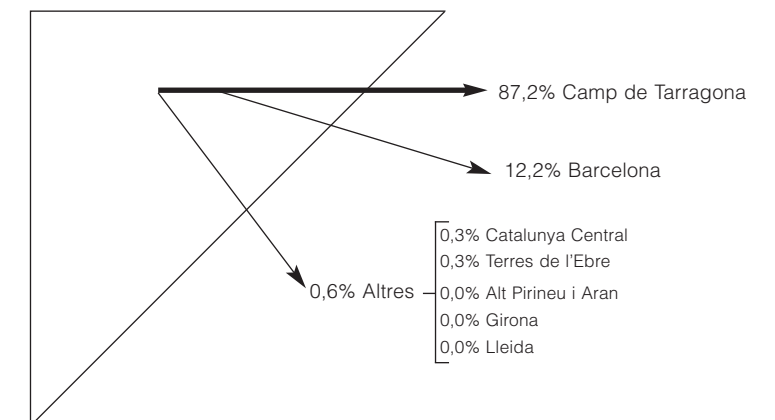 87,2% Camp de Tarragona
12,2% Barcelona
0,6% Altres
0,3% Catalunya Central
0,3% Terres de l'Ebre
0,0% Alt Pirineu i Aran
0,0% Girona
0,0% Lleida